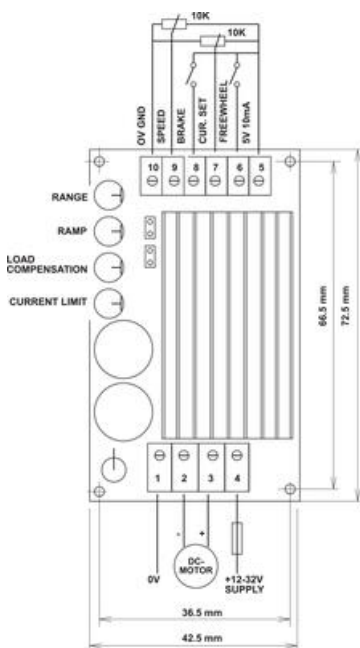 10K
10K
0V GND
SPEED
BRAKE
CUR. SET
FREEWHEEL
5V 10mA
10 9 8 7 6 5
RANGE
RAMP
LOAD
COMPENSATION
CURRENT LIMIT
66.5 mm
72.5 mm
1 2 3 4
- +
0V
DC-
MOTOR
+12-32V
SUPPLY
36.5 mm
42.5 mm